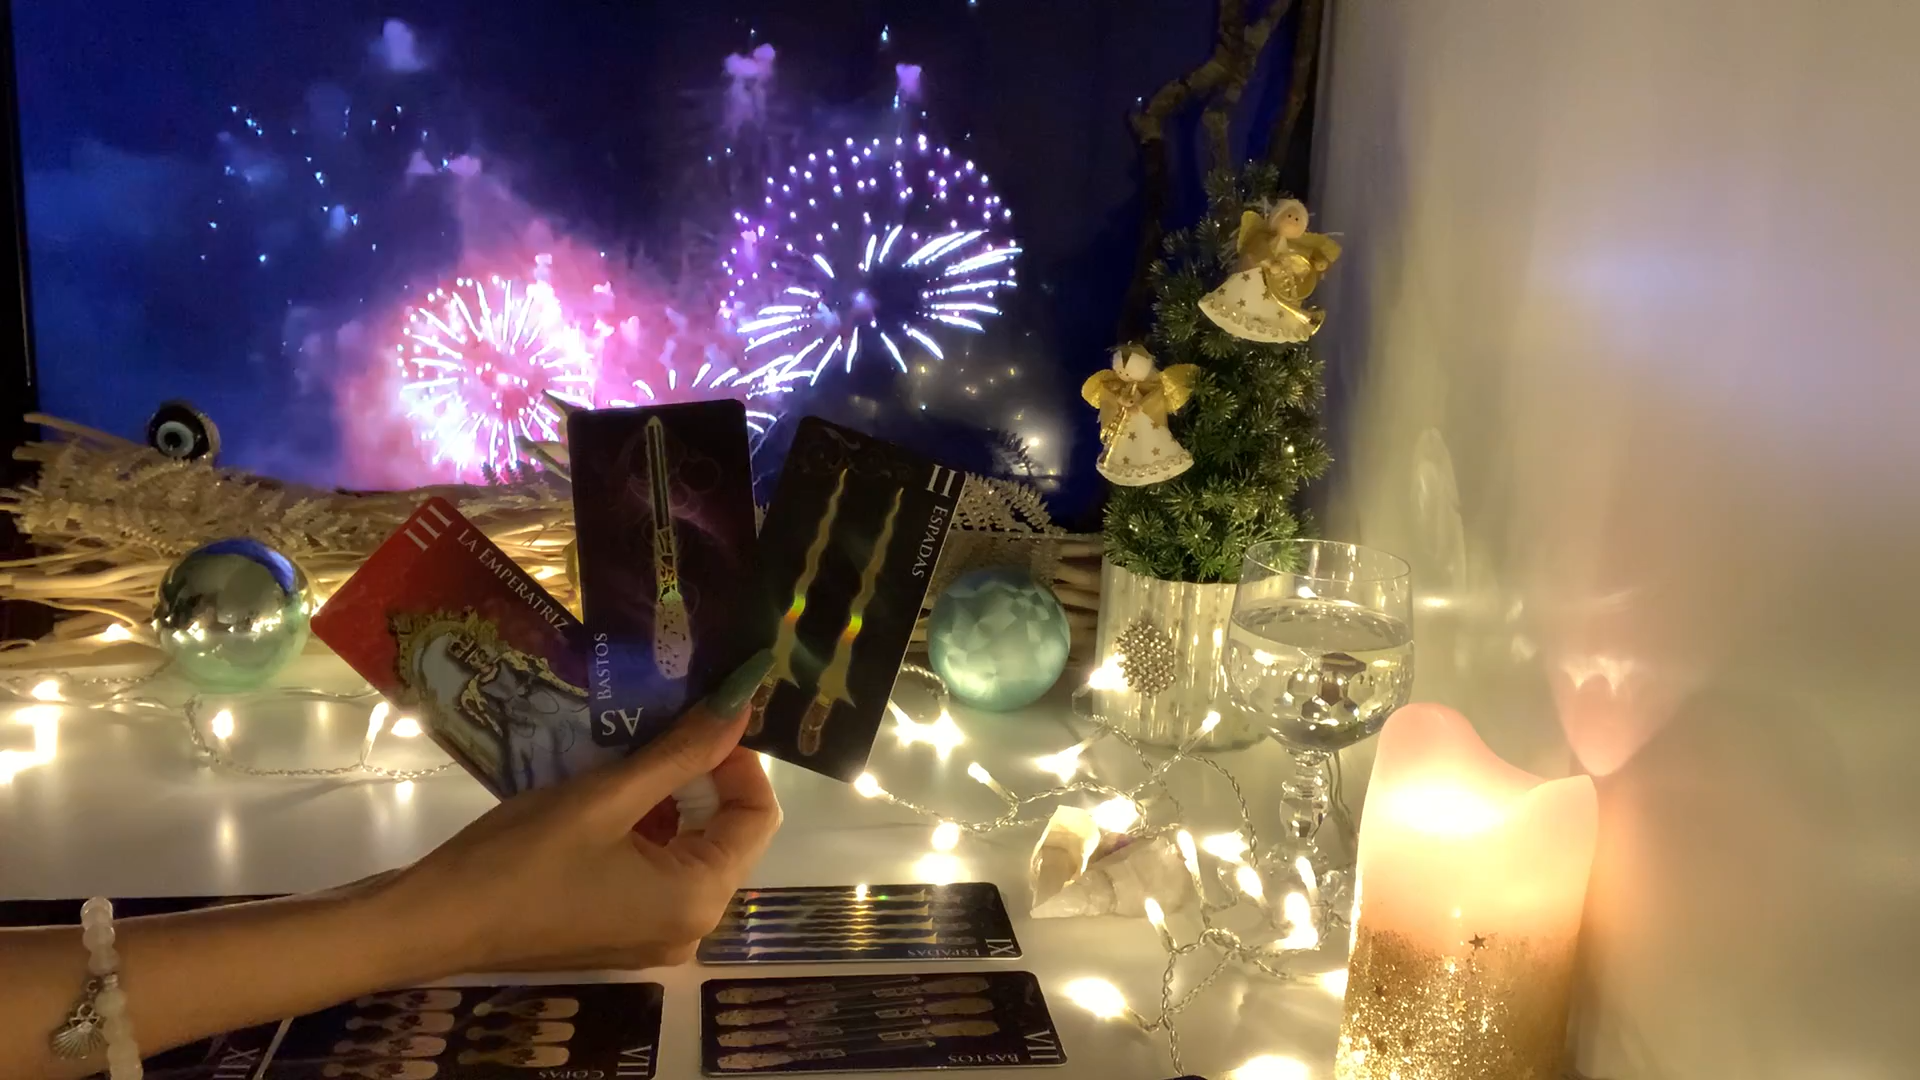 III
LA EMPERATRIZ
BASTOS
AS
II
ESPADAS
IX
ESPADAS
VII
COPAS
VII
BASTOS